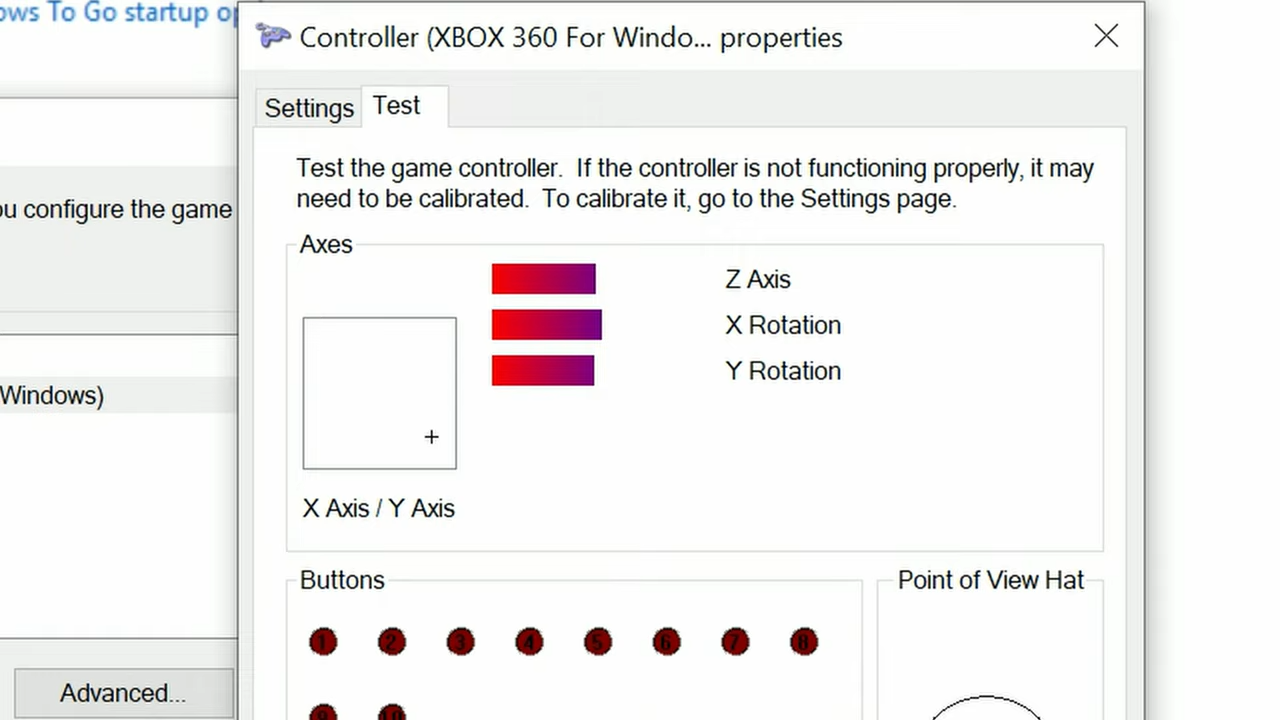 ows To Go startup op
Controller (XBOX 360 For Windo... properties
Settings
Test
Test the game controller.  If the controller is not functioning properly, it may
need to be calibrated.  To calibrate it, go to the Settings page.
ou configure the game
Axes
Z Axis
X Rotation
Y Rotation
Windows)
X Axis / Y Axis
Buttons
Point of View Hat
1 2 3 4 5 6 7 8
9 10
Advanced...